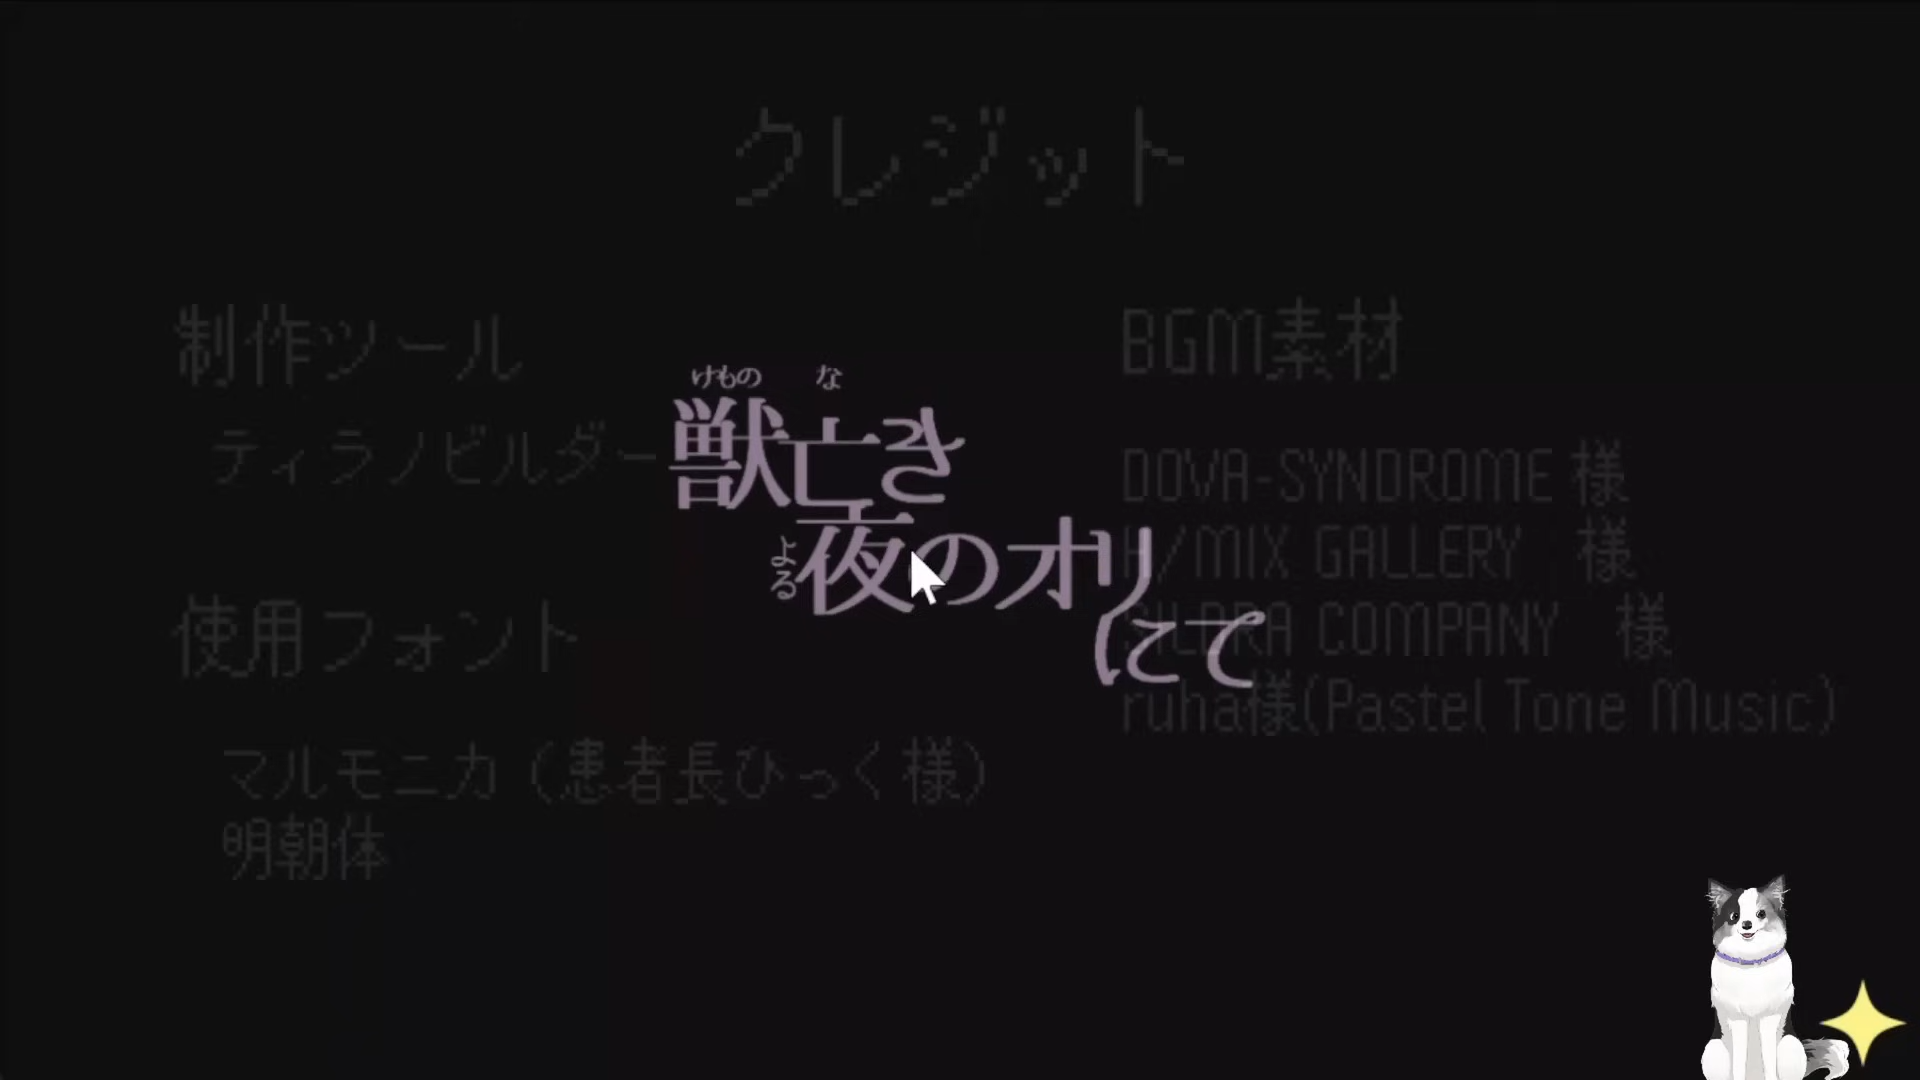 クレジット
制作ツール
ティラノビルダー
使用フォント
マルモニカ（患者長ひっく様）
明朝体
BGM素材
DOVA-SYNDROME 様
H/MIX GALLERY 様
SILDRA COMPANY 様
ruha様(Pastel Tone Music)
けもの な
獣亡き
よる
夜のオリ
にて